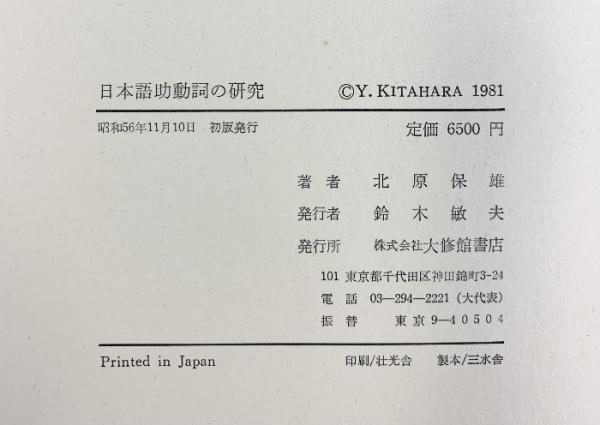 日本語助動詞の研究 ©Y. KITAHARA 1981
昭和56年11月10日 初版発行 定価 6500 円
著者 北原保雄
発行者 鈴木敏夫
発行所 株式会社大修館書店
101 東京都千代田区神田錦町3-24
電話 03-294-2221 (大代表)
振替 東京9-40504
Printed in Japan 印刷/壮光舎 製本/三水舎